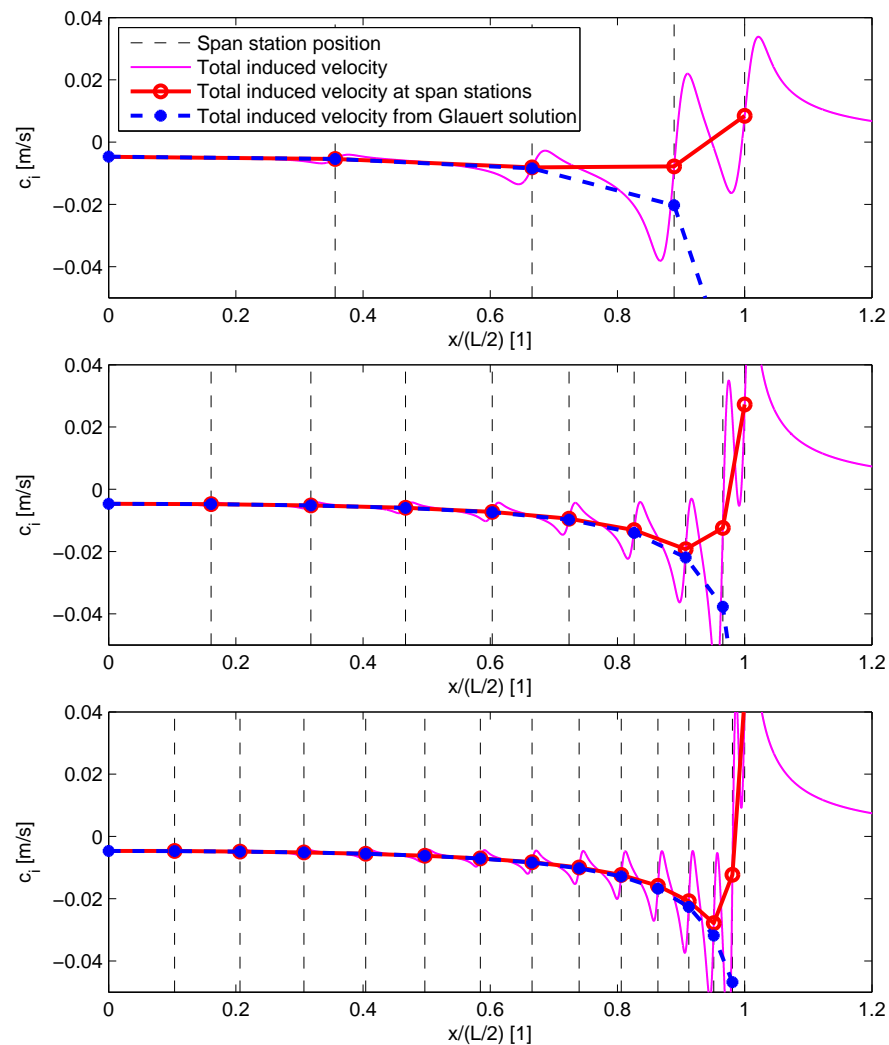 0.04
0.02
0
−0.02
−0.04
c_i [m/s]
Span station position
Total induced velocity
Total induced velocity at span stations
Total induced velocity from Glauert solution
0 0.2 0.4 0.6 0.8 1 1.2
x/(L/2) [1]
0.04
0.02
0
−0.02
−0.04
c_i [m/s]
0 0.2 0.4 0.6 0.8 1 1.2
x/(L/2) [1]
0.04
0.02
0
−0.02
−0.04
c_i [m/s]
0 0.2 0.4 0.6 0.8 1 1.2
x/(L/2) [1]